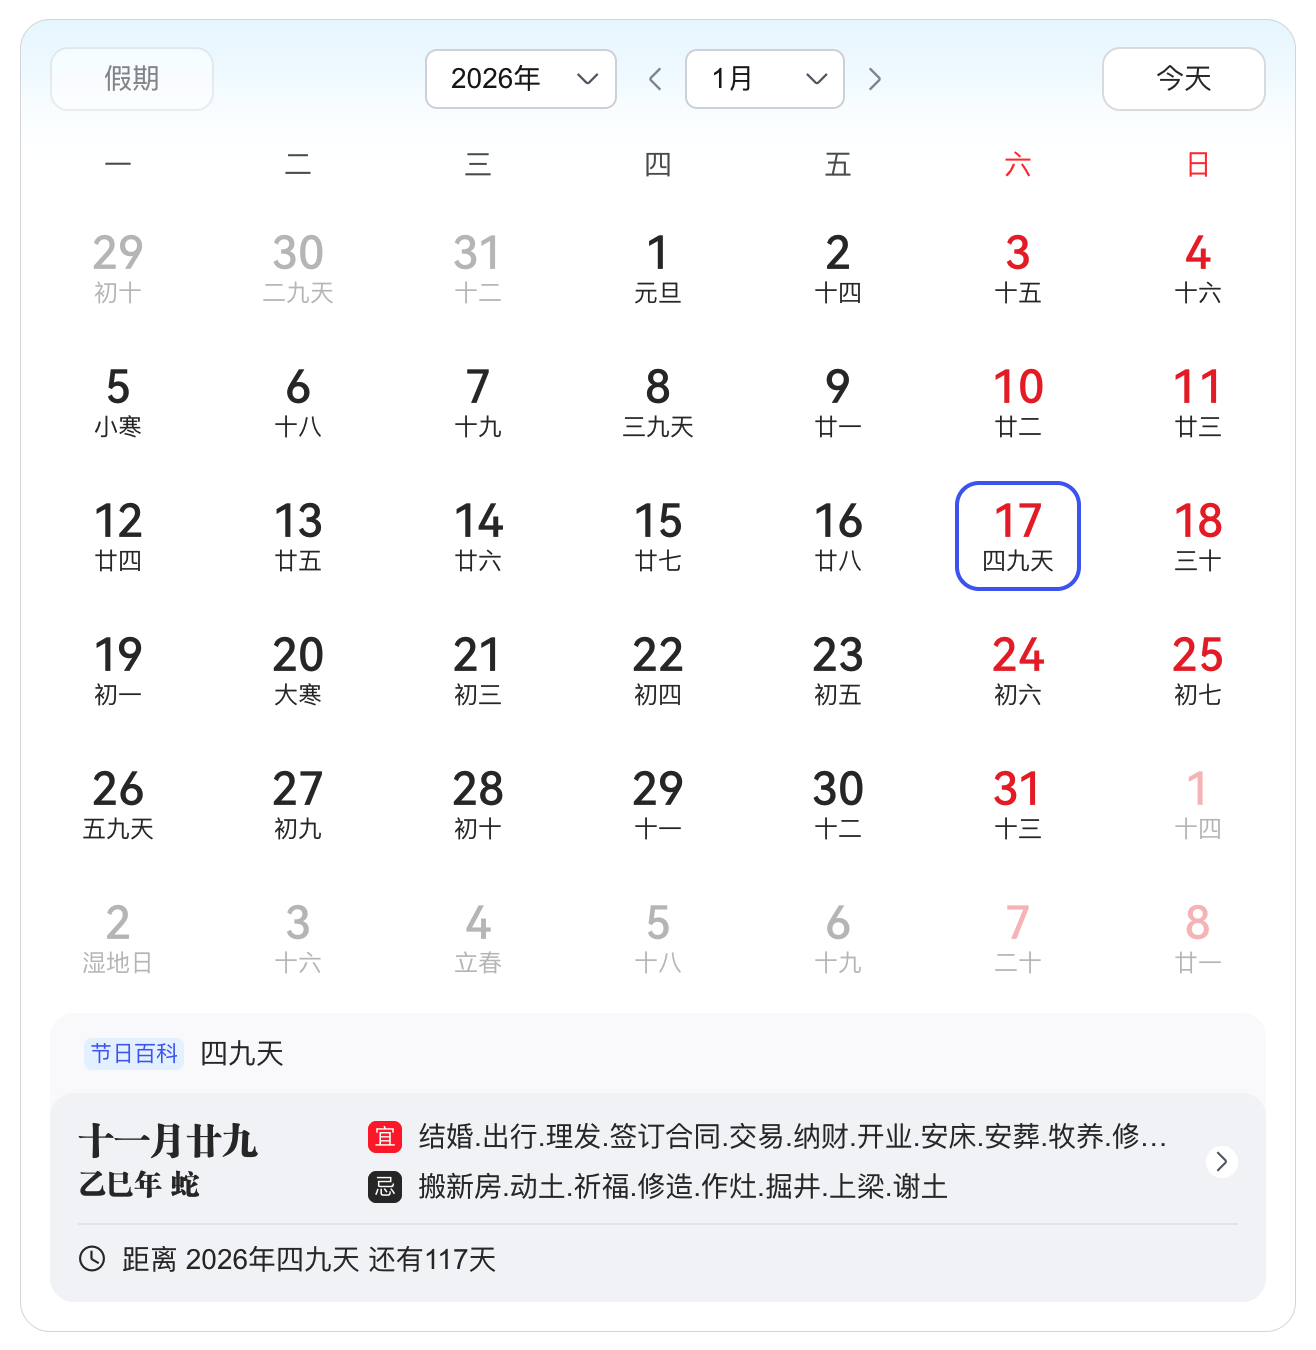 假期 2026年 1月 今天
一 二 三 四 五 六 日
29 30 31 1 2 3 4
初十 二九天 十二 元旦 十四 十五 十六
5 6 7 8 9 10 11
小寒 十八 十九 三九天 廿一 廿二 廿三
12 13 14 15 16 17 18
廿四 廿五 廿六 廿七 廿八 四九天 三十
19 20 21 22 23 24 25
初一 大寒 初三 初四 初五 初六 初七
26 27 28 29 30 31 1
五九天 初九 初十 十一 十二 十三 十四
2 3 4 5 6 7 8
湿地日 十六 立春 十八 十九 二十 廿一
节日百科 四九天
十一月廿九
乙巳年 蛇
宜 结婚.出行.理发.签订合同.交易.纳财.开业.安床.安葬.牧养.修...
忌 搬新房.动土.祈福.修造.作灶.掘井.上梁.谢土
距离 2026年四九天 还有117天